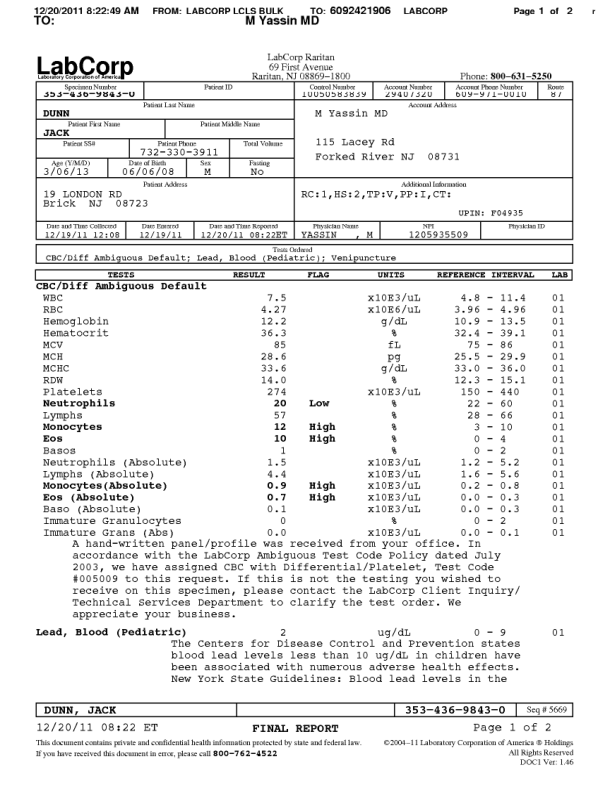 12/20/2011 8:22:49 AM FROM: LABCORP LCLS BULK TO: 6092421906 LABCORP Page 1 of 2
TO: M Yassin MD
LabCorp
Laboratory Corporation of America
LabCorp Raritan
69 First Avenue
Raritan, NJ 08869-1800 Phone: 800-631-5250
Specimen Number Patient ID Control Number Account Number Account Phone Number Route
353-436-9843-0 10050583839 29407320 609-971-0010 87
Patient Last Name Account Address
DUNN
M Yassin MD
Patient First Name Patient Middle Name
JACK
Patient SS# Patient Phone Total Volume
115 Lacey Rd
732-330-3911
Forked River NJ 08731
Age (Y/M/D) Date of Birth Sex Fasting
3/06/13 06/06/08 M No
Patient Address Additional Information
19 LONDON RD RC:1,HS:2,TP:V,PP:I,CT:
Brick NJ 08723
UPIN: F04935
Date and Time Collected Date Entered Date and Time Reported Physician Name NPI Physician ID
12/19/11 12:08 12/19/11 12/20/11 08:22ET YASSIN , M 1205935509
Tests Ordered
CBC/Diff Ambiguous Default; Lead, Blood (Pediatric); Venipuncture
TESTS RESULT FLAG UNITS REFERENCE INTERVAL LAB
CBC/Diff Ambiguous Default
WBC 7.5 x10E3/uL 4.8 - 11.4 01
RBC 4.27 x10E6/uL 3.96 - 4.96 01
Hemoglobin 12.2 g/dL 10.9 - 13.5 01
Hematocrit 36.3 % 32.4 - 39.1 01
MCV 85 fL 75 - 86 01
MCH 28.6 pg 25.5 - 29.9 01
MCHC 33.6 g/dL 33.0 - 36.0 01
RDW 14.0 % 12.3 - 15.1 01
Platelets 274 x10E3/uL 150 - 440 01
Neutrophils 20 Low % 22 - 60 01
Lymphs 57 % 28 - 66 01
Monocytes 12 High % 3 - 10 01
Eos 10 High % 0 - 4 01
Basos 1 % 0 - 2 01
Neutrophils (Absolute) 1.5 x10E3/uL 1.2 - 5.2 01
Lymphs (Absolute) 4.4 x10E3/uL 1.6 - 5.6 01
Monocytes(Absolute) 0.9 High x10E3/uL 0.2 - 0.8 01
Eos (Absolute) 0.7 High x10E3/uL 0.0 - 0.3 01
Baso (Absolute) 0.1 x10E3/uL 0.0 - 0.3 01
Immature Granulocytes 0 % 0 - 2 01
Immature Grans (Abs) 0.0 x10E3/uL 0.0 - 0.1 01
A hand-written panel/profile was received from your office. In
accordance with the LabCorp Ambiguous Test Code Policy dated July
2003, we have assigned CBC with Differential/Platelet, Test Code
#005009 to this request. If this is not the testing you wished to
receive on this specimen, please contact the LabCorp Client Inquiry/
Technical Services Department to clarify the test order. We
appreciate your business.
Lead, Blood (Pediatric) 2 ug/dL 0 - 9 01
The Centers for Disease Control and Prevention states
blood lead levels less than 10 ug/dL in children have
been associated with numerous adverse health effects.
New York State Guidelines: Blood lead levels in the
DUNN, JACK 353-436-9843-0 Seq # 5669
12/20/11 08:22 ET FINAL REPORT Page 1 of 2
This document contains private and confidential health information protected by state and federal law. ©2004-11 Laboratory Corporation of America ® Holdings
If you have received this document in error, please call 800-762-4522 All Rights Reserved
DOC1 Ver: 1.46